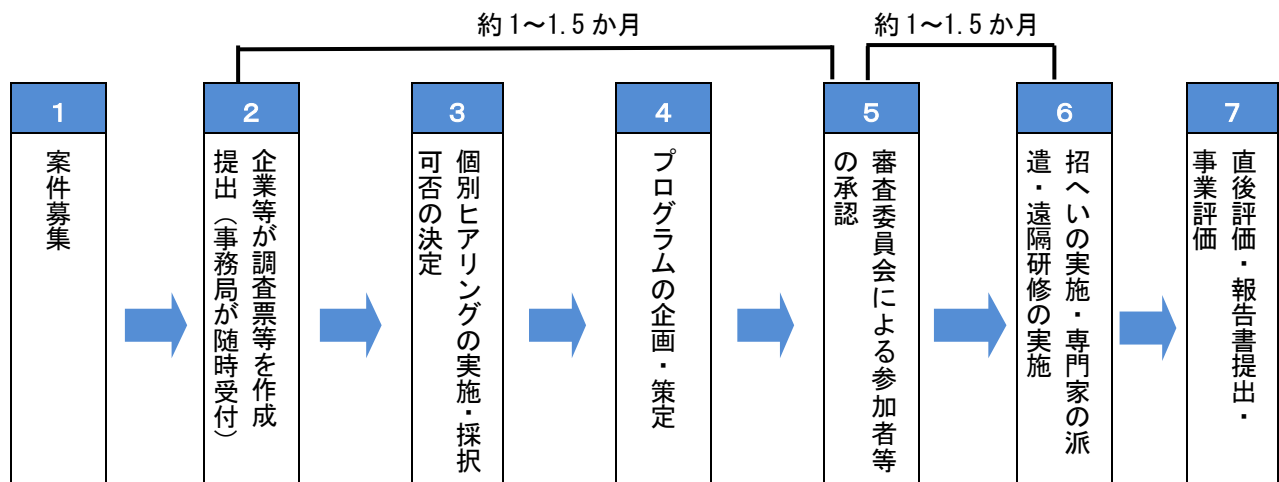 約1～1.5か月
約1～1.5か月
1
案件募集
2
企業等が調査票等を作成
提出（事務局が随時受付）
3
個別ヒアリングの実施・採択
可否の決定
4
プログラムの企画・策定
5
審査委員会による参加者等
の承認
6
招へいの実施・専門家の派
遣・遠隔研修の実施
7
直後評価・報告書提出・
事業評価